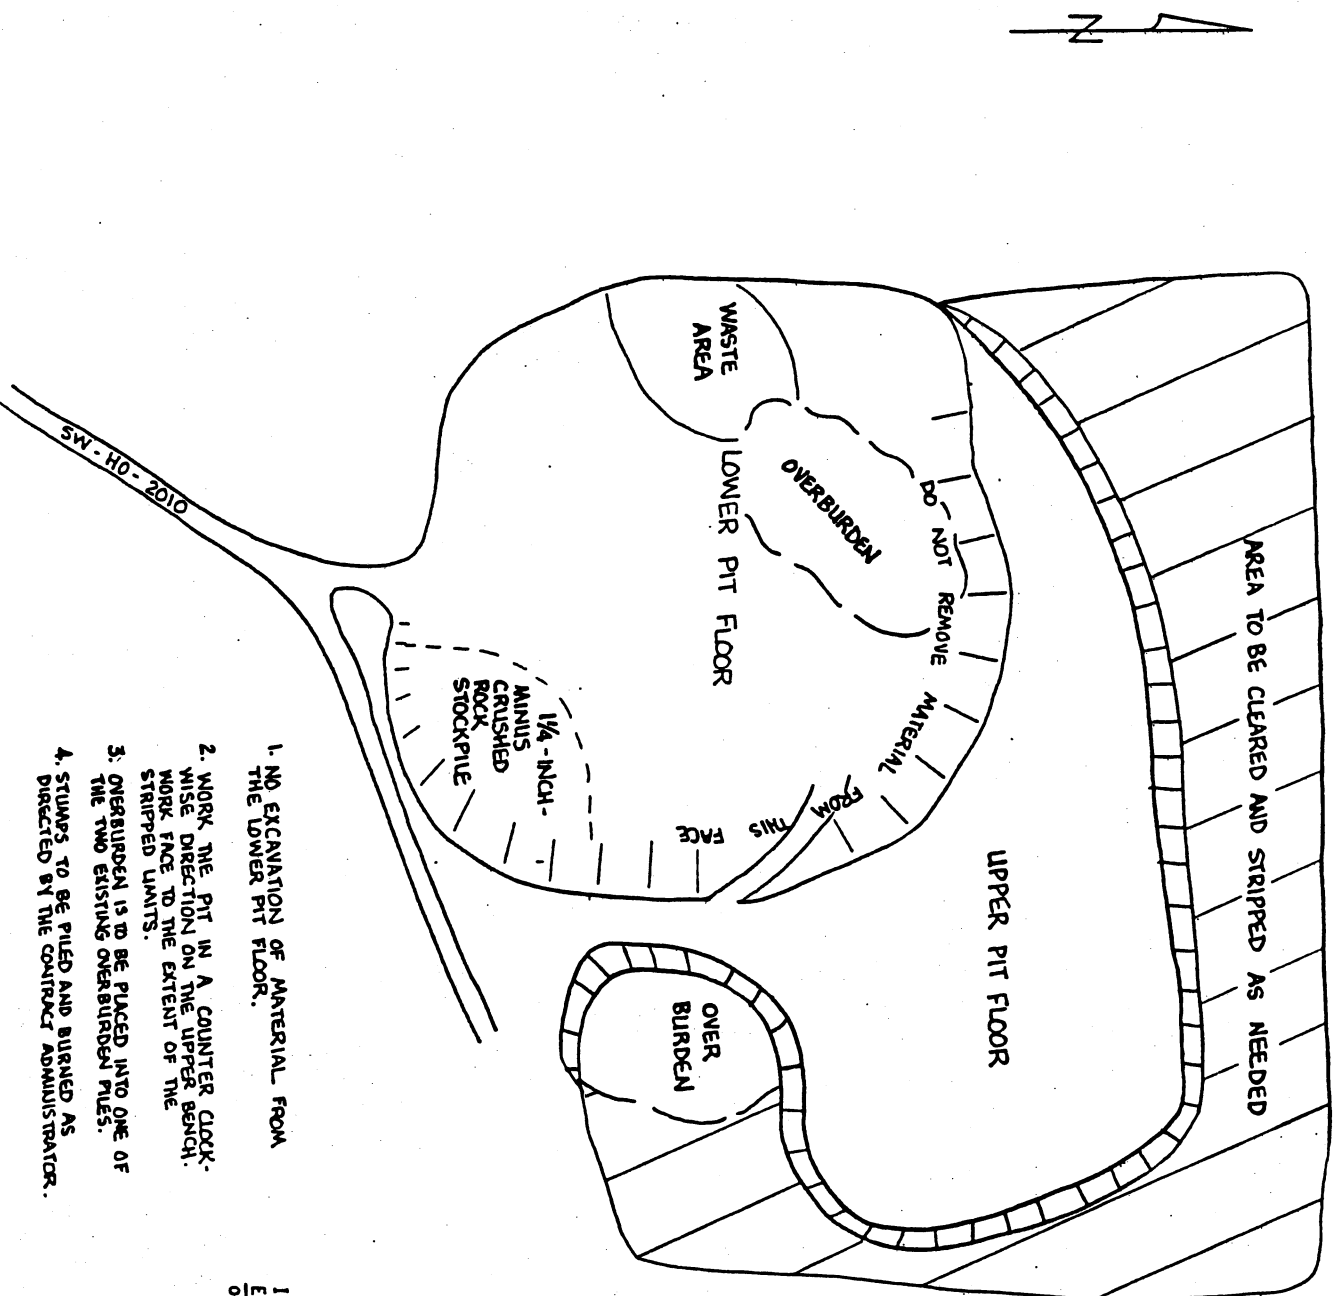 N
WASTE
AREA
OVERBURDEN
LOWER PIT FLOOR
DO NOT REMOVE MATERIAL FROM THIS FACE
1¼-INCH-
MINUS
CRUSHED
ROCK
STOCKPILE
SW-HO-2010
UPPER PIT FLOOR
AREA TO BE CLEARED AND STRIPPED AS NEEDED
OVER
BURDEN
1. NO EXCAVATION OF MATERIAL FROM
THE LOWER PIT FLOOR.
2. WORK THE PIT IN A COUNTER CLOCK-
WISE DIRECTION ON THE UPPER BENCH.
WORK FACE TO THE EXTENT OF THE
STRIPPED LIMITS.
3. OVERBURDEN IS TO BE PLACED INTO ONE OF
THE TWO EXISTING OVERBURDEN PILES.
4. STUMPS TO BE PILED AND BURNED AS
DIRECTED BY THE CONTRACT ADMINISTRATOR.